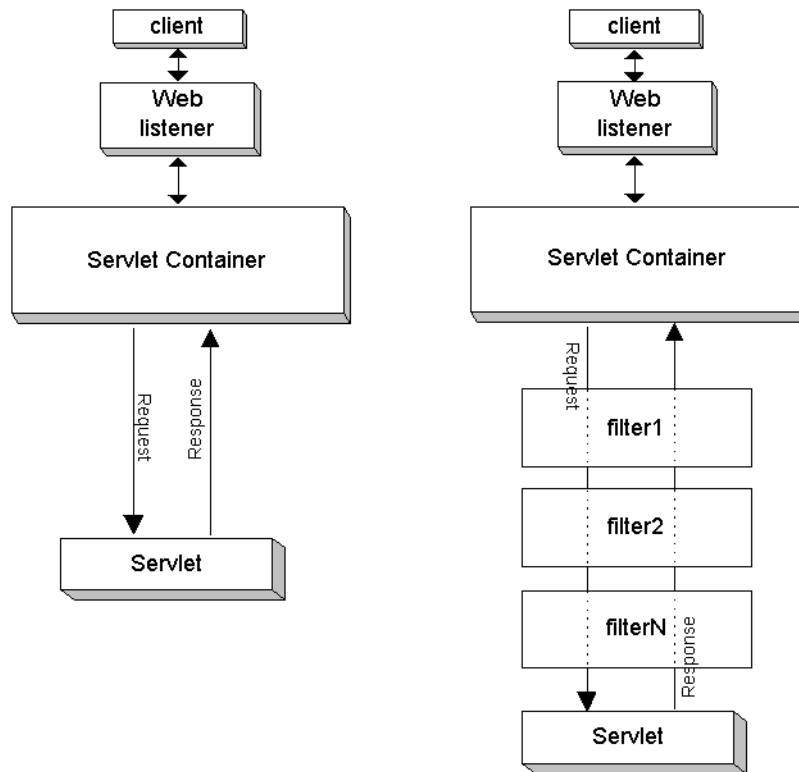 client
Web
listener
Servlet Container
Request
Response
Servlet
client
Web
listener
Servlet Container
Request
filter1
filter2
filterN
Response
Servlet